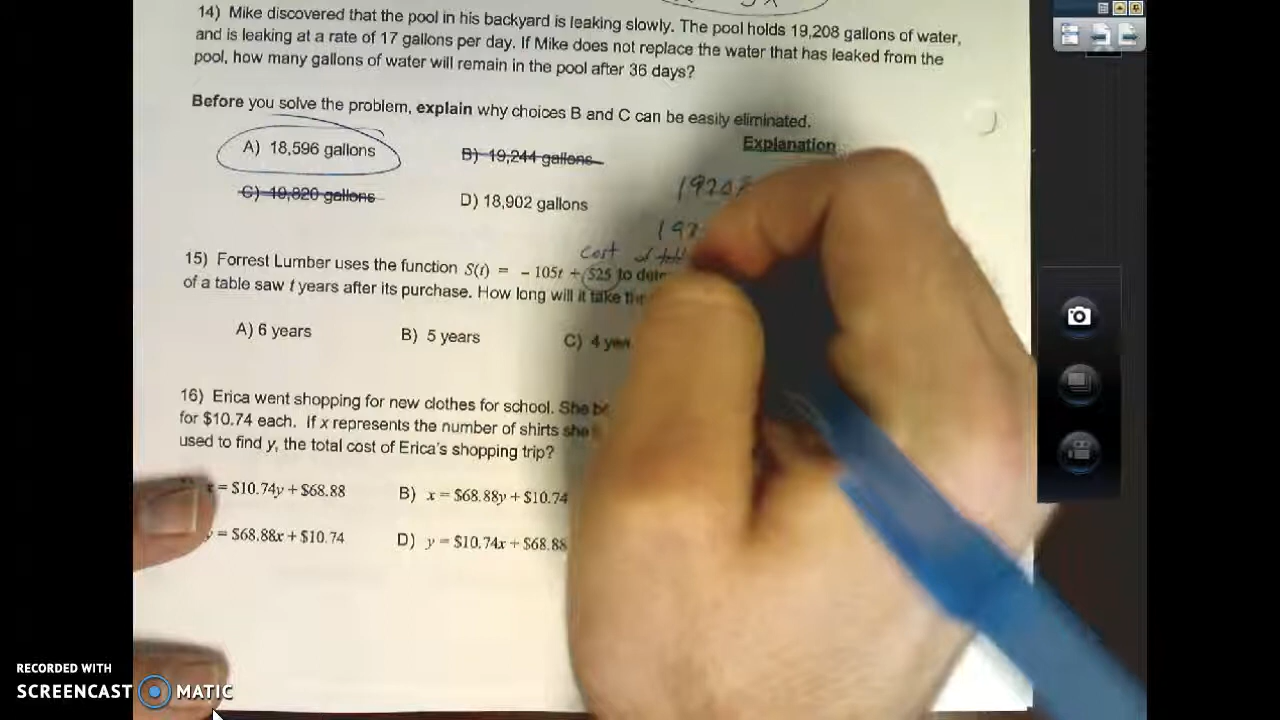 14) Mike discovered that the pool in his backyard is leaking slowly. The pool holds 19,208 gallons of water,
and is leaking at a rate of 17 gallons per day. If Mike does not replace the water that has leaked from the
pool, how many gallons of water will remain in the pool after 36 days?
Before you solve the problem, explain why choices B and C can be easily eliminated.
Explanation
A) 18,596 gallons B) 19,244 gallons
C) 19,820 gallons D) 18,902 gallons
cost of
15) Forrest Lumber uses the function S(t) = - 105t + 525 to
of a table saw t years after its purchase. How long will it take
A) 6 years B) 5 years C) 4
16) Erica went shopping for new clothes for school. She
for $10.74 each. If x represents the number of shirts she
used to find y, the total cost of Erica's shopping trip?
= $10.74y + $68.88 B) x = $68.88y + $10.74
= $68.88x + $10.74 D) y = $10.74x + $68.88
RECORDED WITH
SCREENCAST MATIC